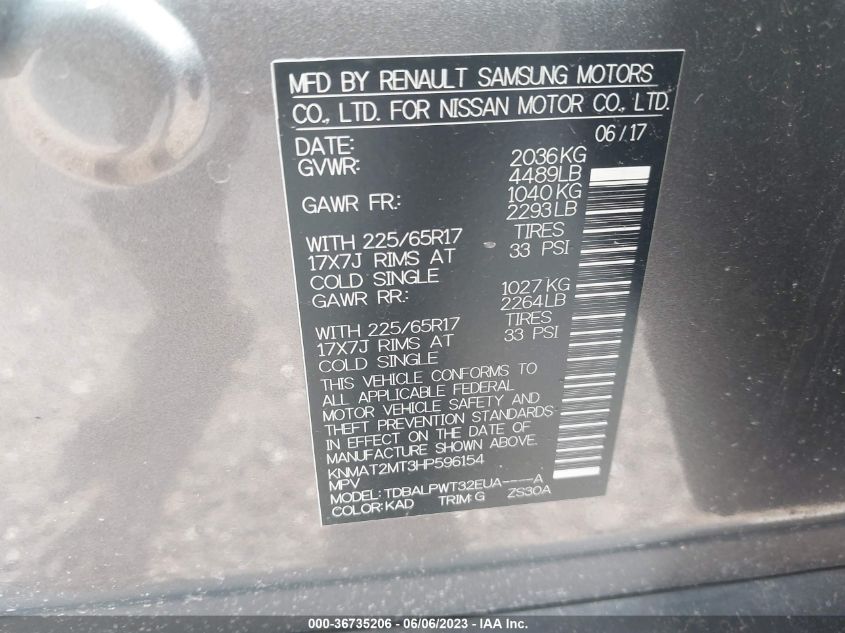 MFD BY RENAULT SAMSUNG MOTORS
CO., LTD. FOR NISSAN MOTOR CO., LTD.
DATE: 06/17
GVWR: 2036KG
4489LB
GAWR FR.: 1040KG
2293LB
WITH 225/65R17 TIRES
17X7J RIMS AT 33 PSI
COLD SINGLE
GAWR RR.: 1027KG
2264LB
WITH 225/65R17 TIRES
17X7J RIMS AT 33 PSI
COLD SINGLE
THIS VEHICLE CONFORMS TO
ALL APPLICABLE FEDERAL
MOTOR VEHICLE SAFETY AND
THEFT PREVENTION STANDARDS
IN EFFECT ON THE DATE OF
MANUFACTURE SHOWN ABOVE.
KNMAT2MT3HP596154
MPV
MODEL: TDBALPWT32EUA----A
COLOR: KAD TRIM: G ZS30A
000-36735206 - 06/06/2023 - IAA Inc.